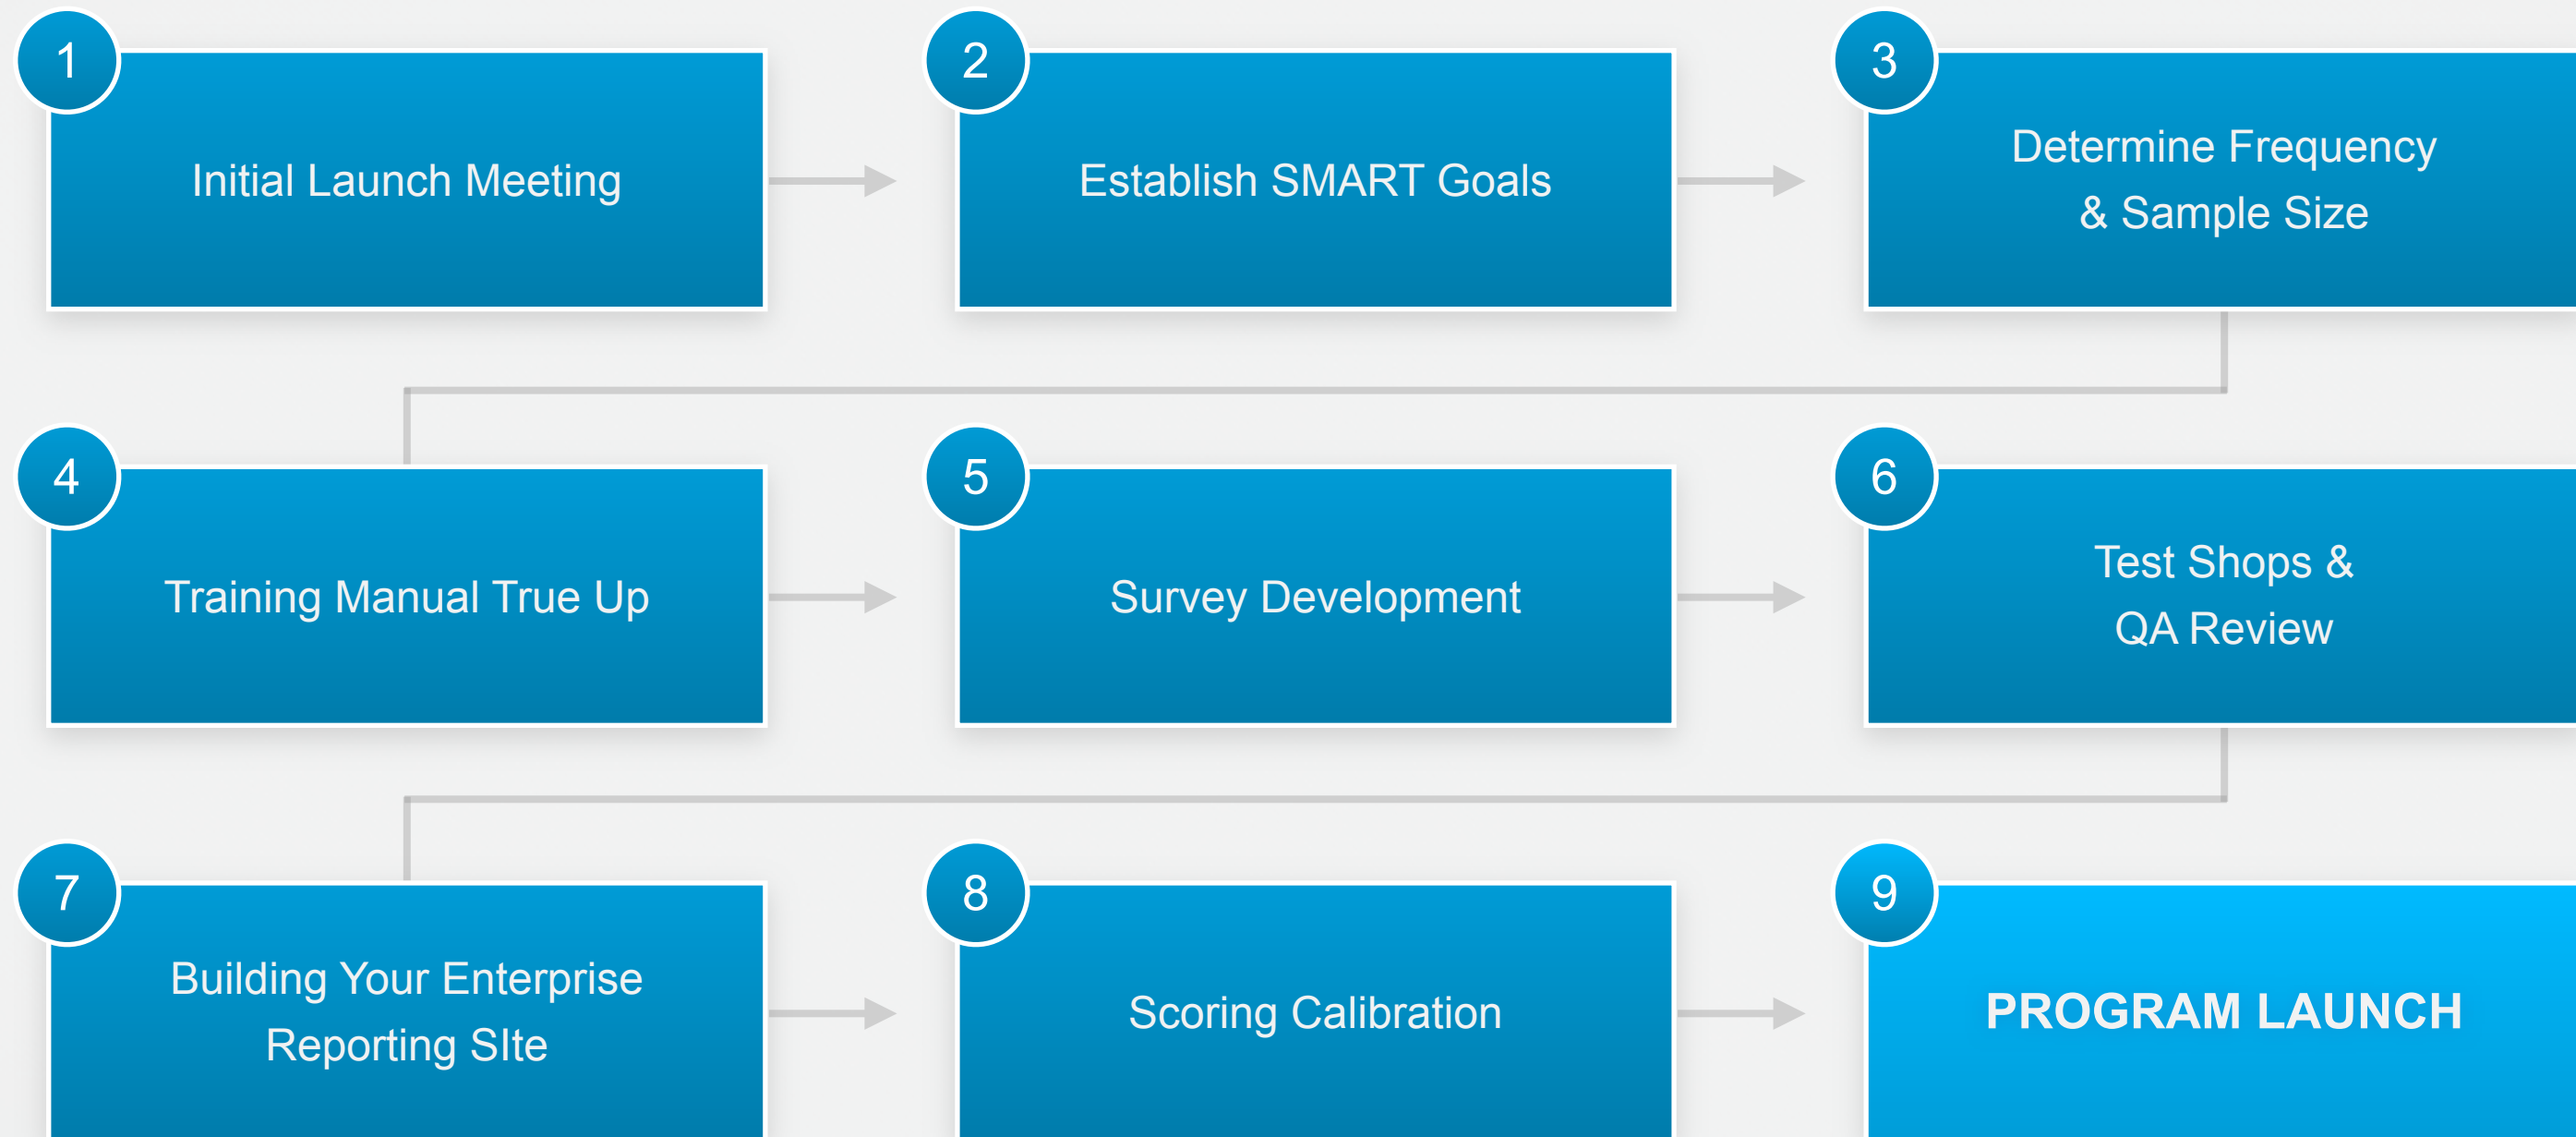 1
Initial Launch Meeting
2
Establish SMART Goals
3
Determine Frequency
& Sample Size
4
Training Manual True Up
5
Survey Development
6
Test Shops &
QA Review
7
Building Your Enterprise
Reporting SIte
8
Scoring Calibration
9
PROGRAM LAUNCH